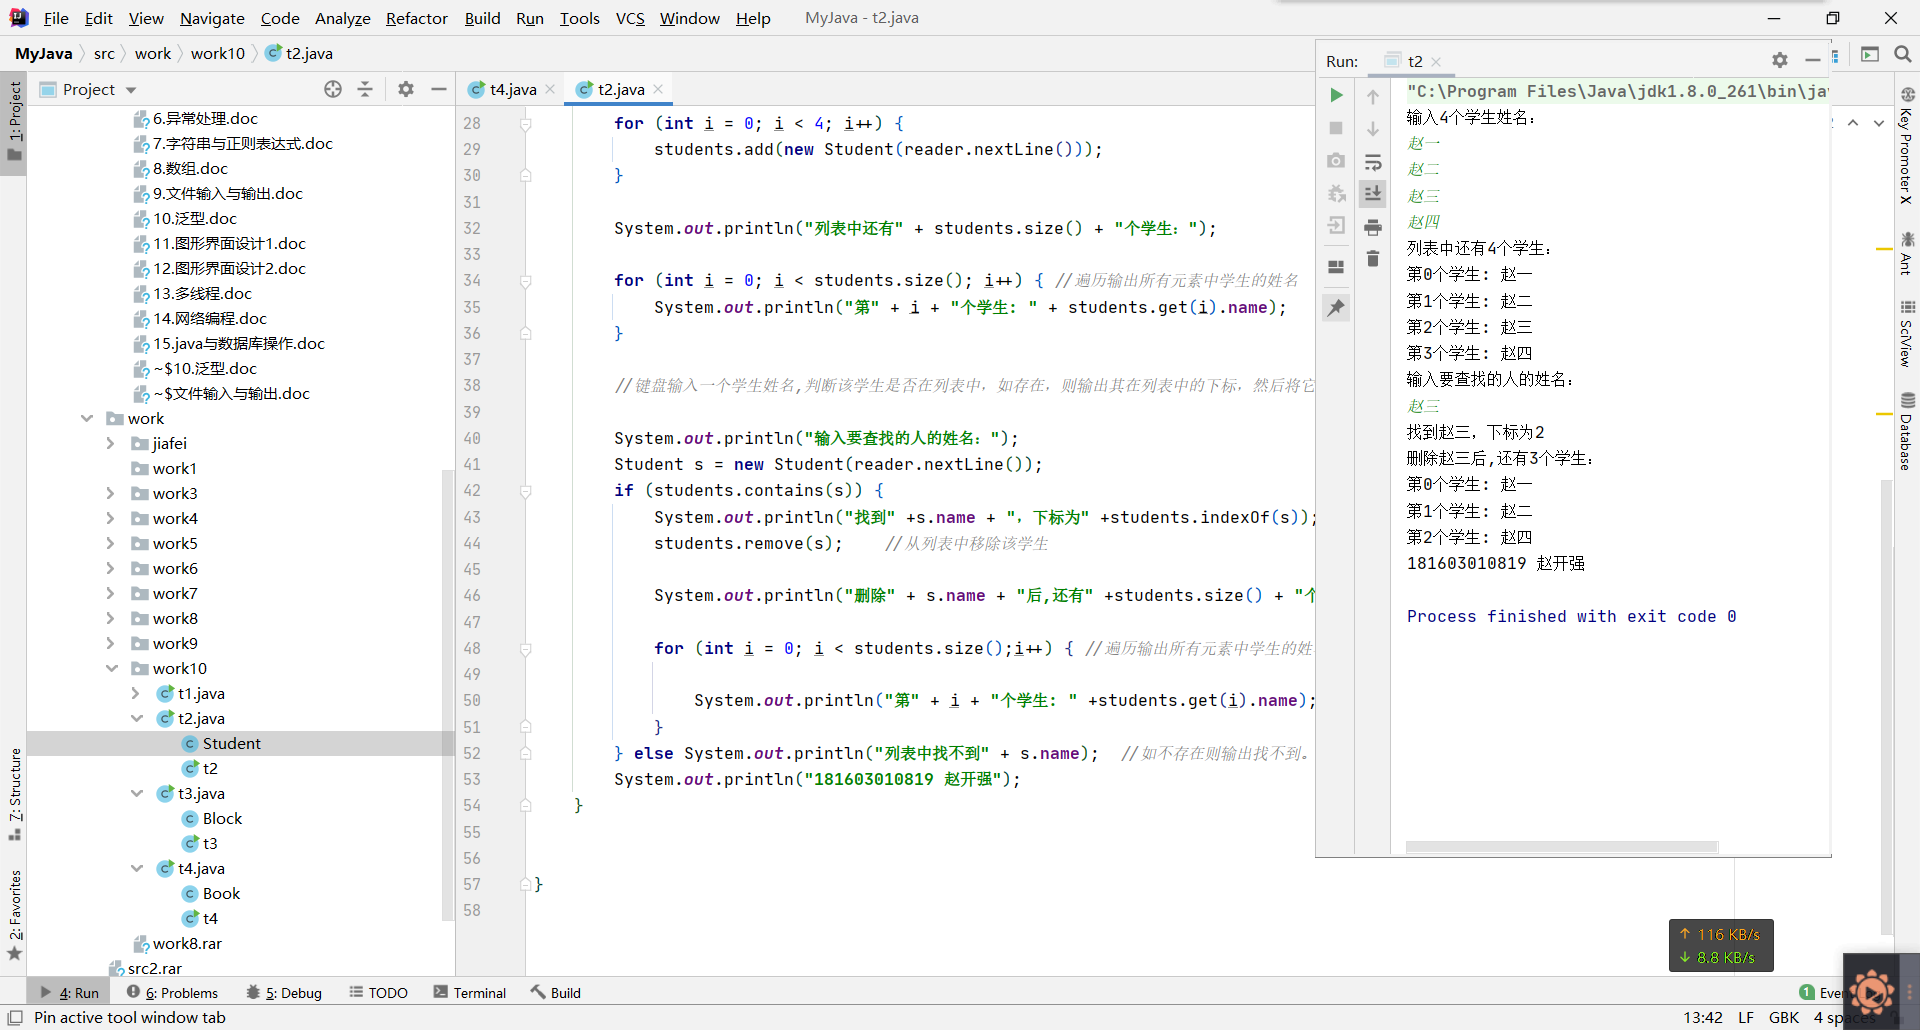 File Edit View Navigate Code Analyze Refactor Build Run Tools VCS Window Help MyJava - t2.java
MyJava src work work10 t2.java
Project
t4.java t2.java
1: Project
7: Structure
2: Favorites
6.异常处理.doc
7.字符串与正则表达式.doc
8.数组.doc
9.文件输入与输出.doc
10.泛型.doc
11.图形界面设计1.doc
12.图形界面设计2.doc
13.多线程.doc
14.网络编程.doc
15.java与数据库操作.doc
~$10.泛型.doc
~$文件输入与输出.doc
work
jiafei
work1
work3
work4
work5
work6
work7
work8
work9
work10
t1.java
t2.java
Student
t2
t3.java
Block
t3
t4.java
Book
t4
work8.rar
src2.rar
28 for (int i = 0; i < 4; i++) {
29 students.add(new Student(reader.nextLine()));
30 }
31
32 System.out.println("列表中还有" + students.size() + "个学生：");
33
34 for (int i = 0; i < students.size(); i++) { //遍历输出所有元素中学生的姓名
35 System.out.println("第" + i + "个学生: " + students.get(i).name);
36 }
37
38 //键盘输入一个学生姓名,判断该学生是否在列表中，如存在，则输出其在列表中的下标，然后将它
39
40 System.out.println("输入要查找的人的姓名：");
41 Student s = new Student(reader.nextLine());
42 if (students.contains(s)) {
43 System.out.println("找到" +s.name + "，下标为" +students.indexOf(s));
44 students.remove(s); //从列表中移除该学生
45
46 System.out.println("删除" + s.name + "后,还有" +students.size() + "个
47
48 for (int i = 0; i < students.size();i++) { //遍历输出所有元素中学生的姓
49
50 System.out.println("第" + i + "个学生: " +students.get(i).name);
51 }
52 } else System.out.println("列表中找不到" + s.name); //如不存在则输出找不到。
53 System.out.println("181603010819 赵开强");
54 }
55
56
57 }
58
Run: t2
"C:\Program Files\Java\jdk1.8.0_261\bin\jav
输入4个学生姓名：
赵一
赵二
赵三
赵四
列表中还有4个学生：
第0个学生: 赵一
第1个学生: 赵二
第2个学生: 赵三
第3个学生: 赵四
输入要查找的人的姓名：
赵三
找到赵三，下标为2
删除赵三后,还有3个学生：
第0个学生: 赵一
第1个学生: 赵二
第2个学生: 赵四
181603010819 赵开强
Process finished with exit code 0
Key Promoter X
Ant
SciView
Database
↑ 116 KB/s
↓ 8.8 KB/s
4: Run 6: Problems 5: Debug TODO Terminal Build 1 Even
Pin active tool window tab 13:42 LF GBK 4 spaces